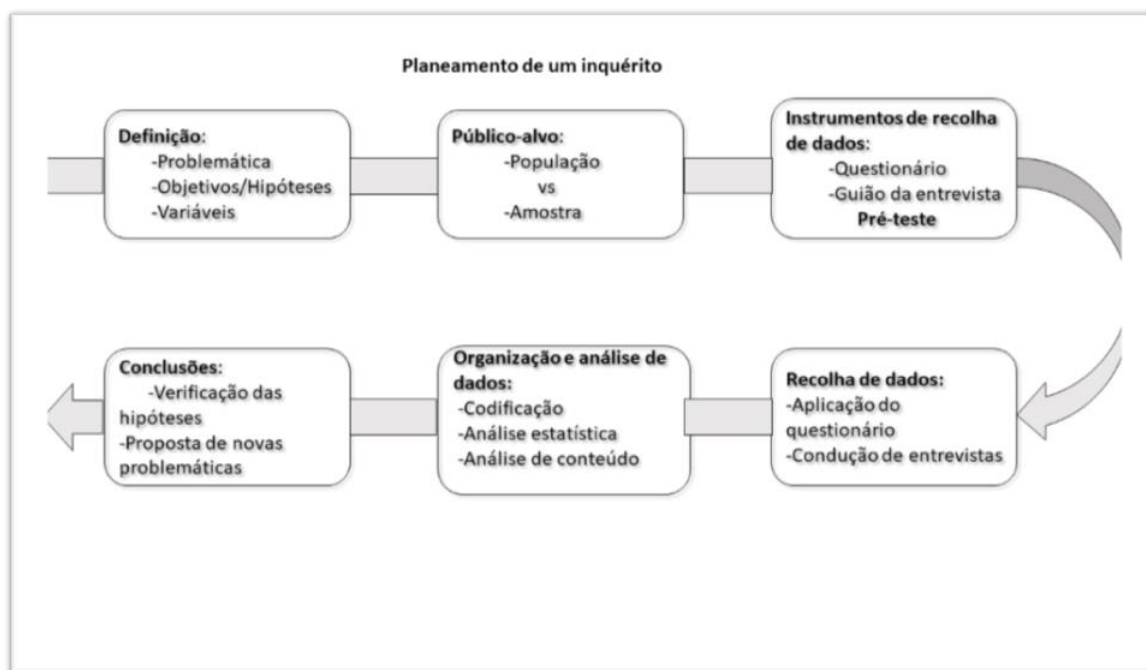 Planeamento de um inquérito
Definição:
-Problemática
-Objetivos/Hipóteses
-Variáveis
Público-alvo:
-População
vs
-Amostra
Instrumentos de recolha
de dados:
-Questionário
-Guião da entrevista
Pré-teste
Recolha de dados:
-Aplicação do
questionário
-Condução de entrevistas
Organização e análise de
dados:
-Codificação
-Análise estatística
-Análise de conteúdo
Conclusões:
-Verificação das
hipóteses
-Proposta de novas
problemáticas